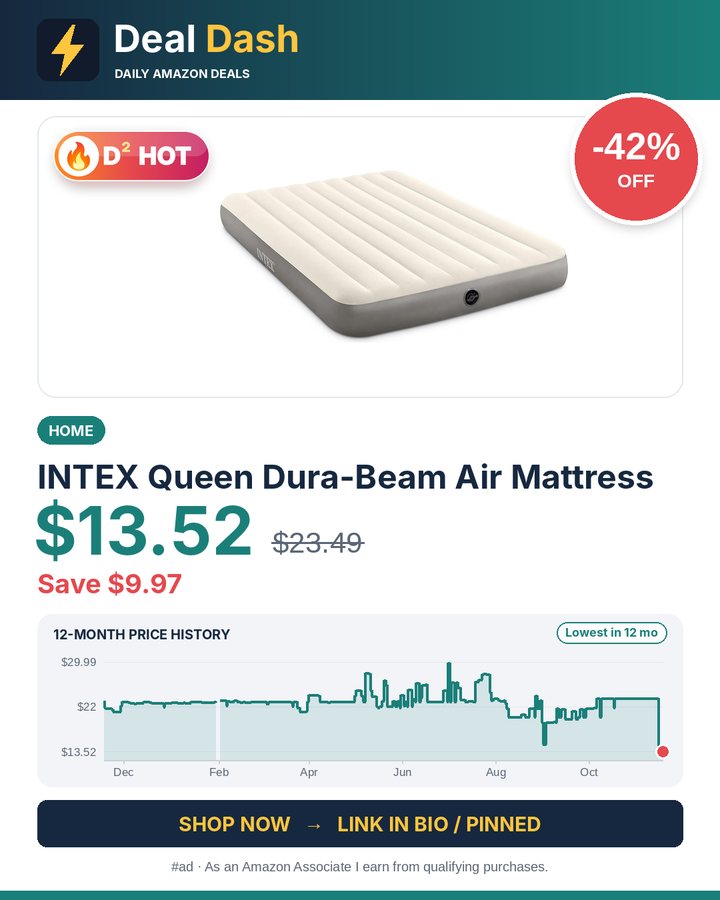 Deal Dash
DAILY AMAZON DEALS
-42%
OFF
D² HOT
INTEX
HOME
INTEX Queen Dura-Beam Air Mattress
$13.52 $23.49
Save $9.97
12-MONTH PRICE HISTORY
Lowest in 12 mo
$29.99
$22
$13.52
Dec Feb Apr Jun Aug Oct
SHOP NOW → LINK IN BIO / PINNED
#ad · As an Amazon Associate I earn from qualifying purchases.